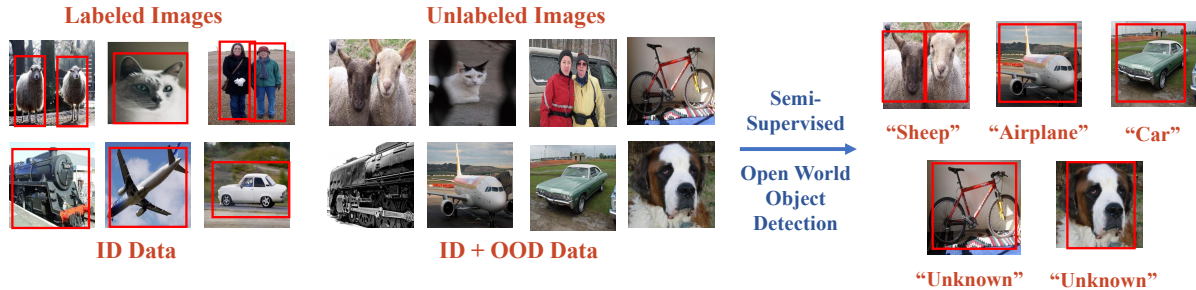 Labeled Images
Unlabeled Images
ID Data
ID + OOD Data
Semi-
Supervised
Open World
Object
Detection
“Sheep”
“Airplane”
“Car”
“Unknown”
“Unknown”